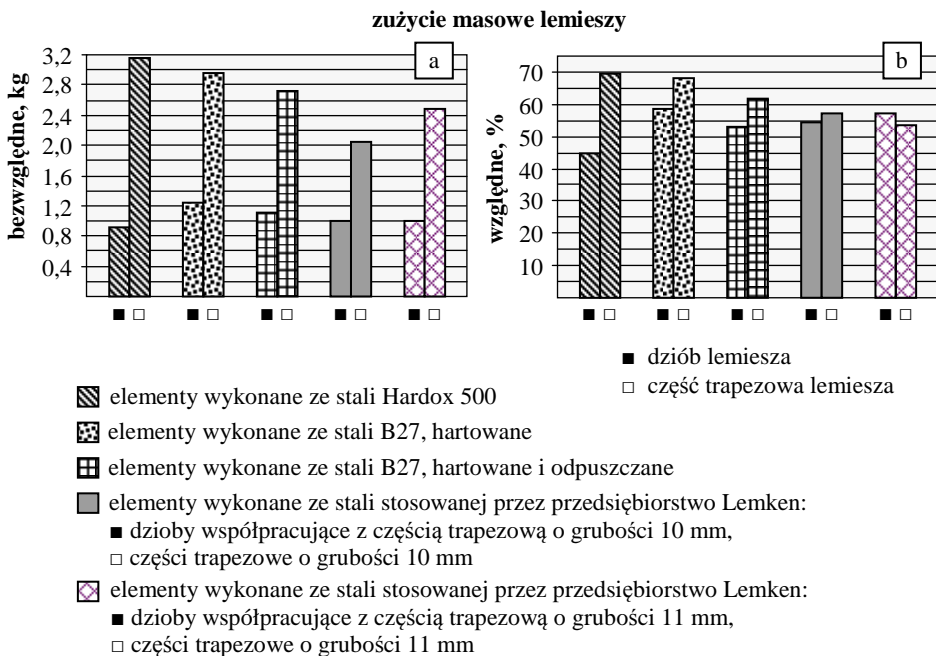 zużycie masowe lemieszy
a
bezwzględne, kg
3,2
2,8
2,4
2,0
1,6
1,2
0,8
0,4
■ □ ■ □ ■ □ ■ □ ■ □
b
względne, %
70
60
50
40
30
20
10
■ □ ■ □ ■ □ ■ □ ■ □
■ dziób lemiesza
□ część trapezowa lemiesza
elementy wykonane ze stali Hardox 500
elementy wykonane ze stali B27, hartowane
elementy wykonane ze stali B27, hartowane i odpuszczane
elementy wykonane ze stali stosowanej przez przedsiębiorstwo Lemken:
■ dzioby współpracujące z częścią trapezową o grubości 10 mm,
□ części trapezowe o grubości 10 mm
elementy wykonane ze stali stosowanej przez przedsiębiorstwo Lemken:
■ dzioby współpracujące z częścią trapezową o grubości 11 mm,
□ części trapezowe o grubości 11 mm